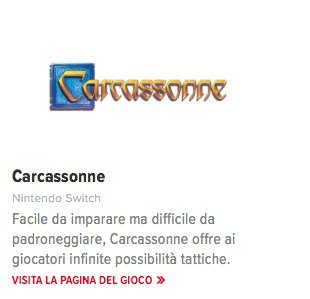 Carcassonne
Carcassonne
Nintendo Switch
Facile da imparare ma difficile da
padroneggiare, Carcassonne offre ai
giocatori infinite possibilità tattiche.
VISITA LA PAGINA DEL GIOCO »